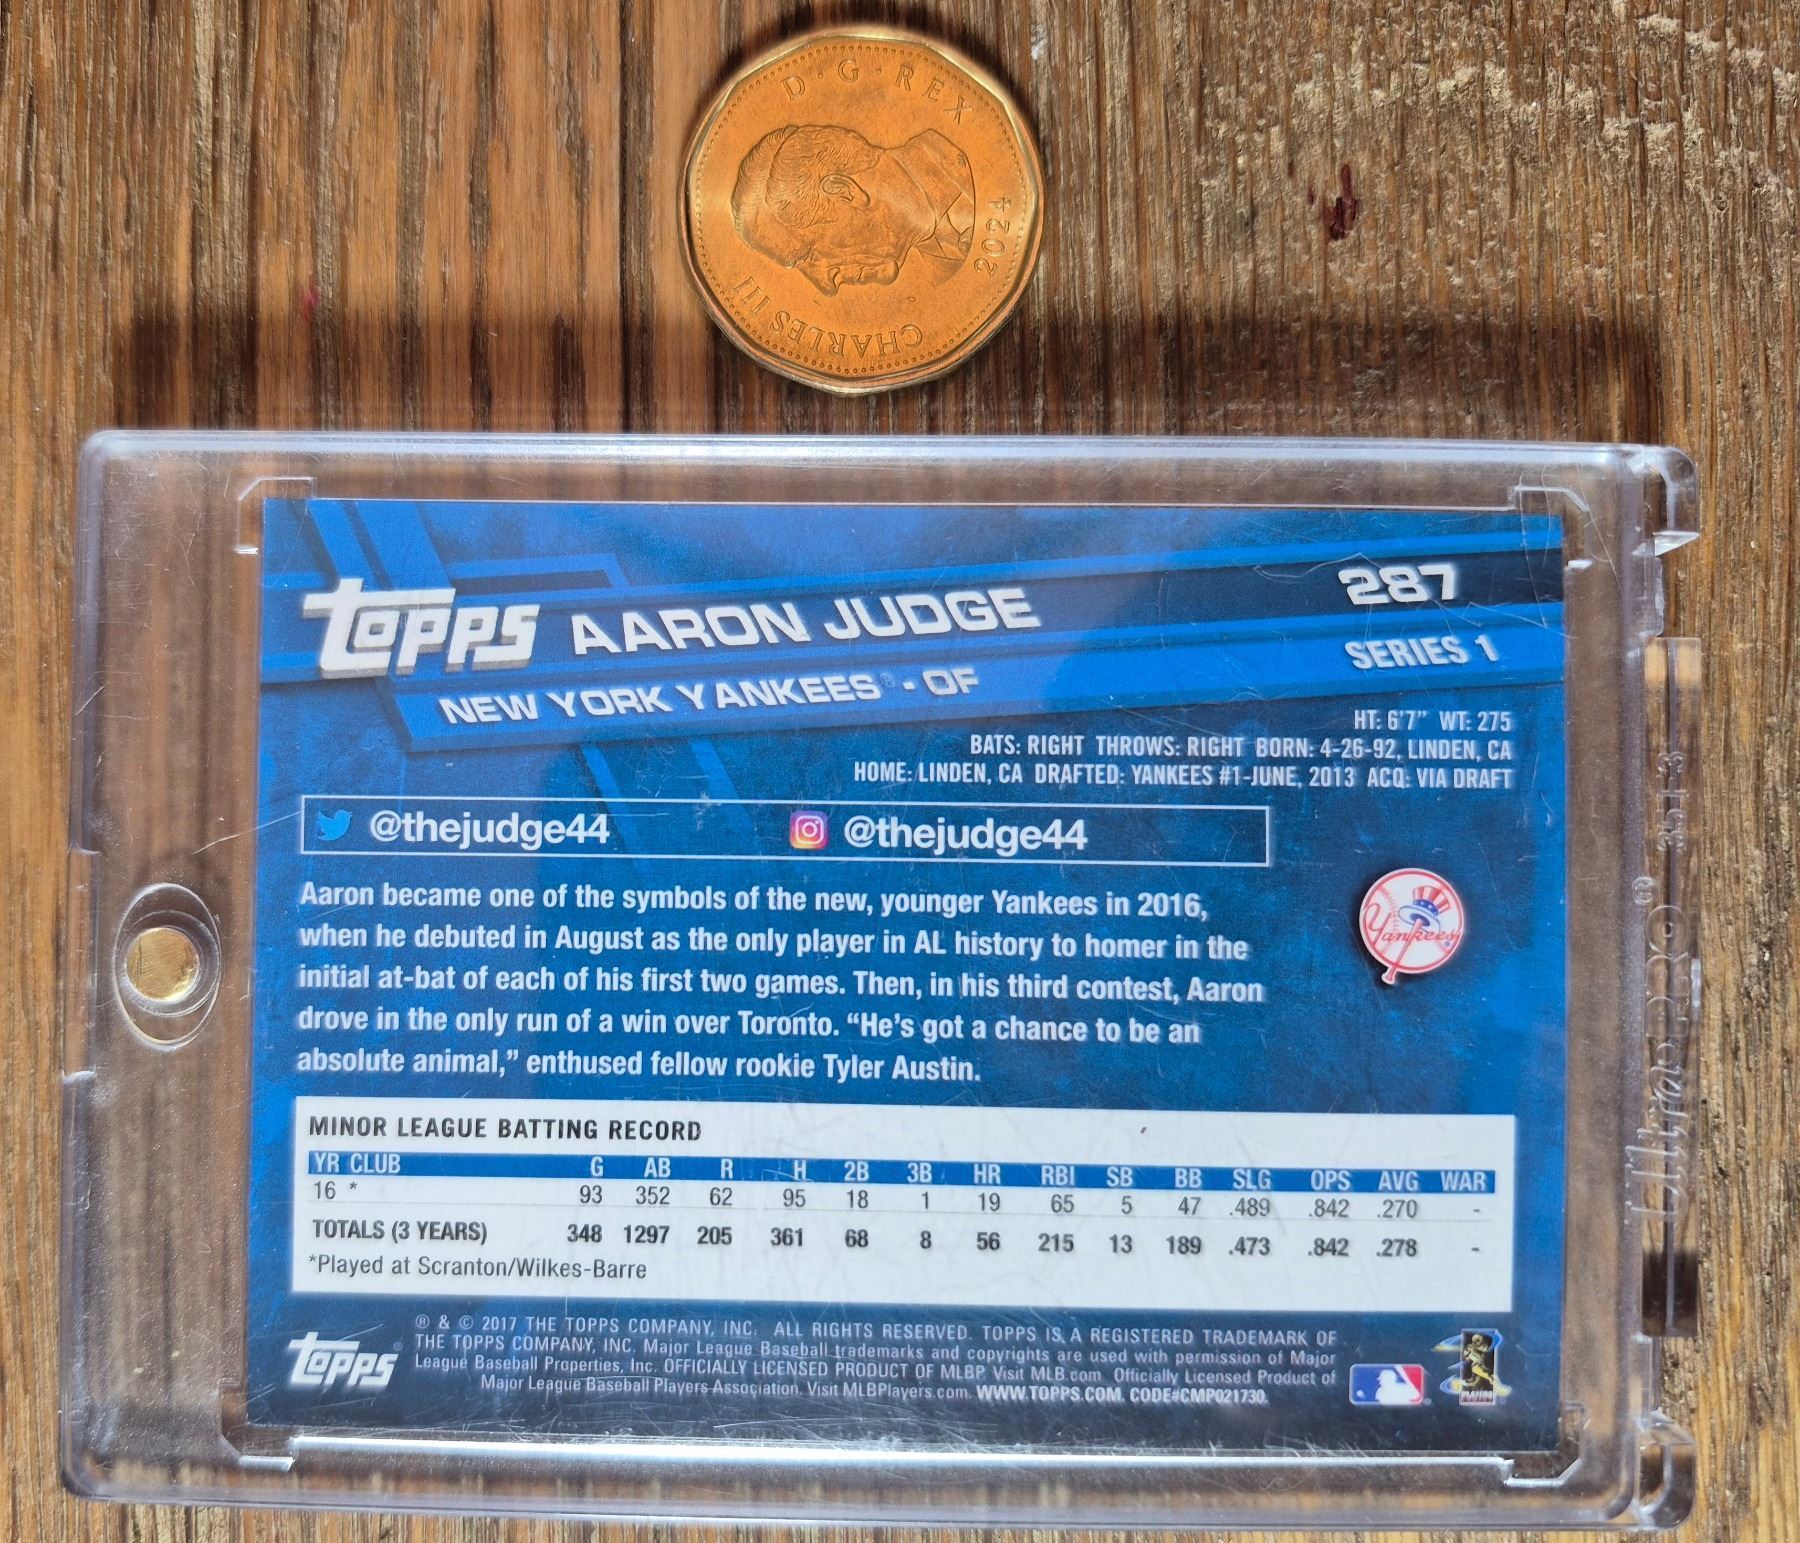 D·G·REX
2024
CHARLES III
topps AARON JUDGE 287
NEW YORK YANKEES® - OF SERIES 1
HT: 6'7" WT: 275
BATS: RIGHT THROWS: RIGHT BORN: 4-26-92, LINDEN, CA
HOME: LINDEN, CA DRAFTED: YANKEES #1-JUNE, 2013 ACQ: VIA DRAFT
@thejudge44 @thejudge44
Aaron became one of the symbols of the new, younger Yankees in 2016,
when he debuted in August as the only player in AL history to homer in the
initial at-bat of each of his first two games. Then, in his third contest, Aaron
drove in the only run of a win over Toronto. “He’s got a chance to be an
absolute animal,” enthused fellow rookie Tyler Austin.
Yankees
MINOR LEAGUE BATTING RECORD
YR CLUB G AB R H 2B 3B HR RBI SB BB SLG OPS AVG WAR
16 * 93 352 62 95 18 1 19 65 5 47 .489 .842 .270 -
TOTALS (3 YEARS) 348 1297 205 361 68 8 56 215 13 189 .473 .842 .278 -
*Played at Scranton/Wilkes-Barre
topps®
® & © 2017 THE TOPPS COMPANY, INC. ALL RIGHTS RESERVED. TOPPS IS A REGISTERED TRADEMARK OF
THE TOPPS COMPANY, INC. Major League Baseball trademarks and copyrights are used with permission of Major
League Baseball Properties, Inc. OFFICIALLY LICENSED PRODUCT OF MLBP. Visit MLB.com Officially Licensed Product of
Major League Baseball Players Association. Visit MLBPlayers.com. WWW.TOPPS.COM. CODE#CMP021730.
Ultra PRO®